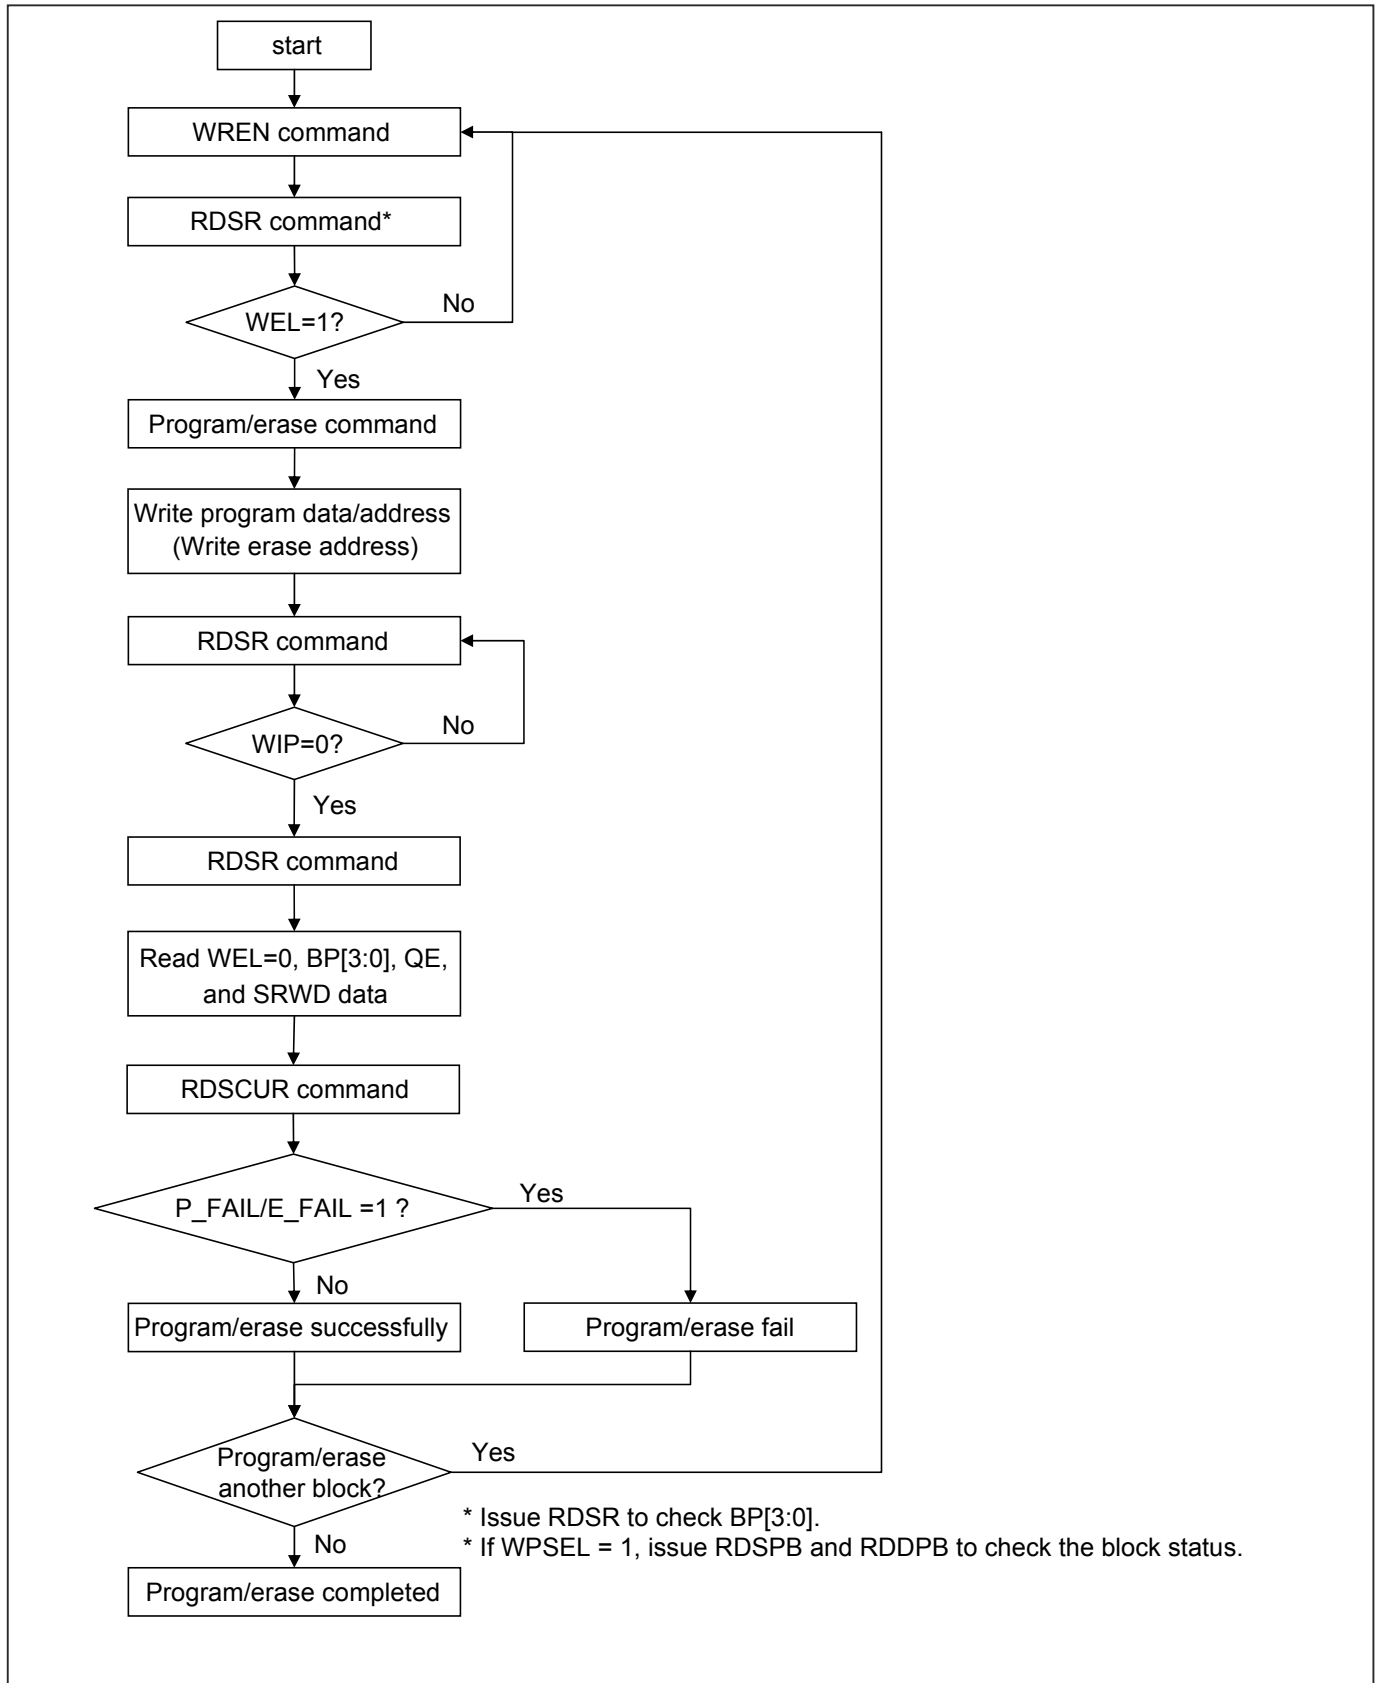 start
WREN command
RDSR command*
WEL=1?
No
Yes
Program/erase command
Write program data/address
(Write erase address)
RDSR command
WIP=0?
No
Yes
RDSR command
Read WEL=0, BP[3:0], QE,
and SRWD data
RDSCUR command
P_FAIL/E_FAIL =1 ?
Yes
No
Program/erase successfully
Program/erase fail
Program/erase
another block?
Yes
No
* Issue RDSR to check BP[3:0].
* If WPSEL = 1, issue RDSPB and RDDPB to check the block status.
Program/erase completed